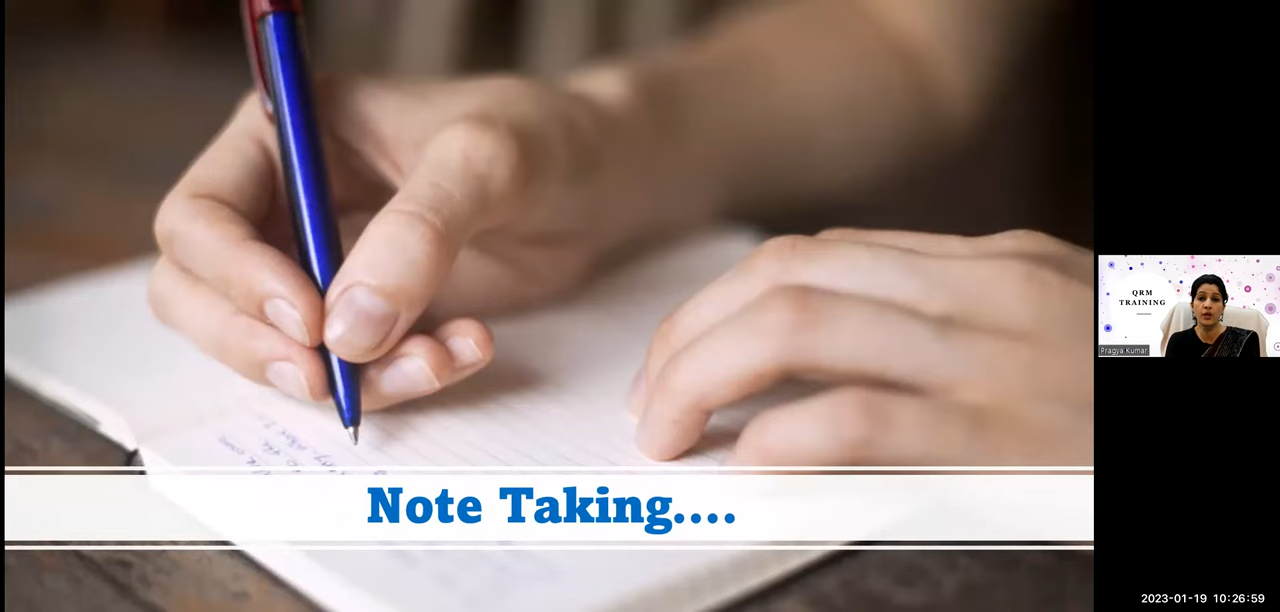 Note Taking....
QRM
TRAINING
Pragya Kumar
2023-01-19 10:26:59